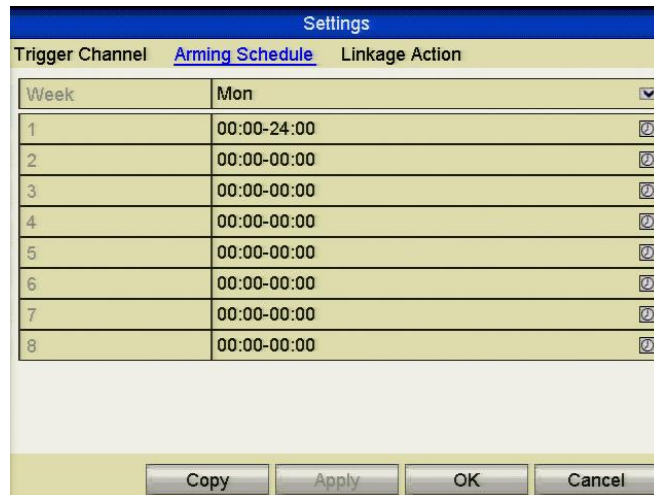 Settings
Trigger Channel Arming Schedule Linkage Action
Week Mon
1 00:00-24:00
2 00:00-00:00
3 00:00-00:00
4 00:00-00:00
5 00:00-00:00
6 00:00-00:00
7 00:00-00:00
8 00:00-00:00
Copy Apply OK Cancel